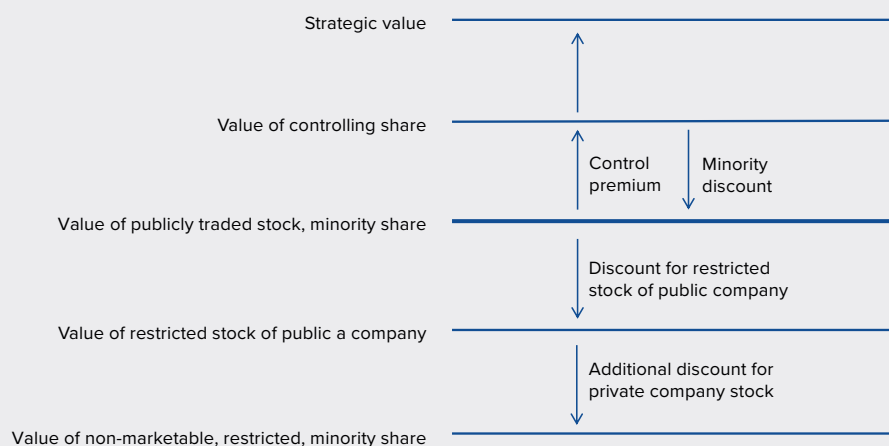 Strategic value
Value of controlling share
Control
premium
Minority
discount
Value of publicly traded stock, minority share
Discount for restricted
stock of public company
Value of restricted stock of public a company
Additional discount for
private company stock
Value of non-marketable, restricted, minority share